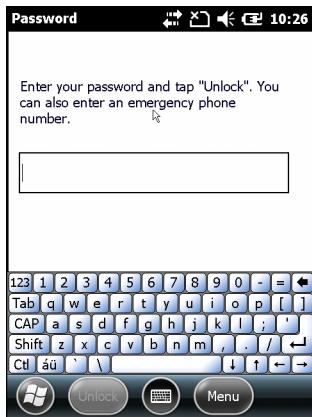 Password 10:26
Enter your password and tap "Unlock". You
can also enter an emergency phone
number.
123 1 2 3 4 5 6 7 8 9 0 - =
Tab q w e r t y u i o p [ ]
CAP a s d f g h j k l ; '
Shift z x c v b n m , . /
Ctl áü ` \
Unlock Menu